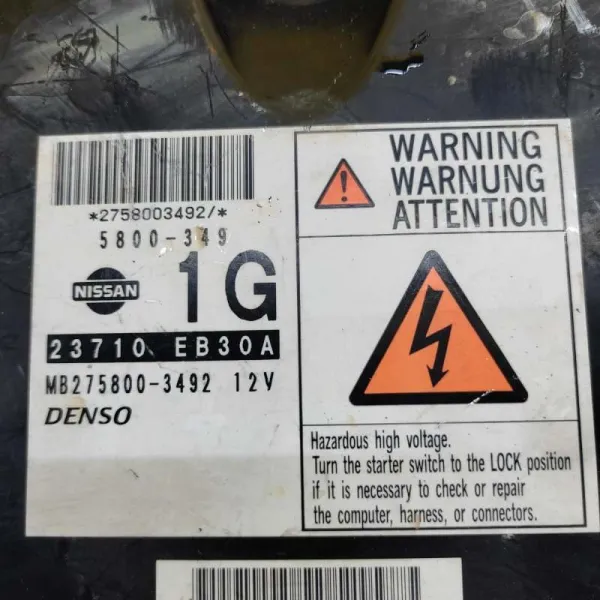 *2758003492/*
5800-349
NISSAN
1G
23710 EB30A
MB275800-3492 12V
DENSO
WARNING
WARNUNG
ATTENTION
Hazardous high voltage.
Turn the starter switch to the LOCK position
if it is necessary to check or repair
the computer, harness, or connectors.